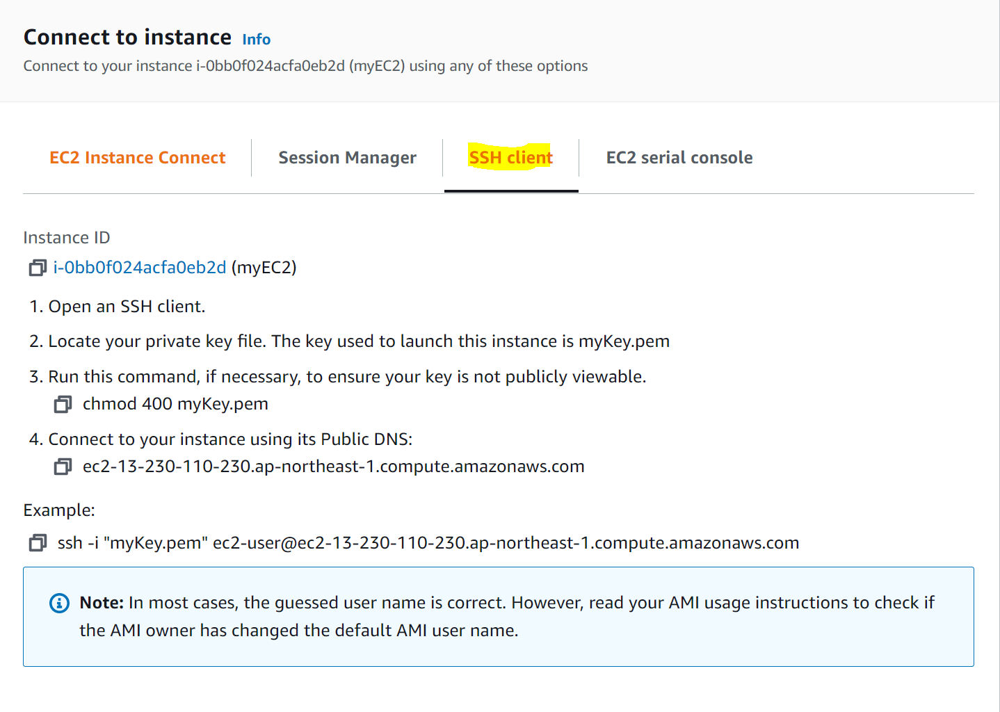 Connect to instance Info
Connect to your instance i-0bb0f024acfa0eb2d (myEC2) using any of these options
EC2 Instance Connect
Session Manager
SSH client
EC2 serial console
Instance ID
i-0bb0f024acfa0eb2d (myEC2)
1. Open an SSH client.
2. Locate your private key file. The key used to launch this instance is myKey.pem
3. Run this command, if necessary, to ensure your key is not publicly viewable.
chmod 400 myKey.pem
4. Connect to your instance using its Public DNS:
ec2-13-230-110-230.ap-northeast-1.compute.amazonaws.com
Example:
ssh -i "myKey.pem" ec2-user@ec2-13-230-110-230.ap-northeast-1.compute.amazonaws.com
Note: In most cases, the guessed user name is correct. However, read your AMI usage instructions to check if
the AMI owner has changed the default AMI user name.